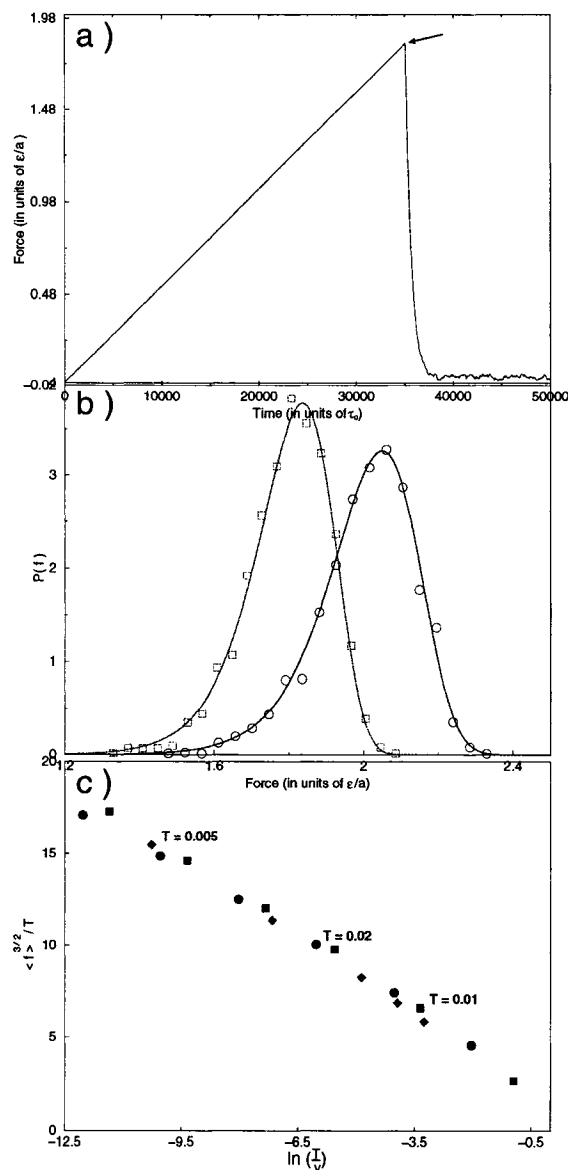 a )
Force (in units of ε/a)
1.98
1.48
0.98
0.48
−0.02
0
10000
20000
30000
40000
50000
Time (in units of τ₀)
b )
P(f)
3
2
1
0
1.2
1.6
2
2.4
Force (in units of ε/a)
c )
<f>^3/2 / T
20
15
10
5
0
T = 0.005
T = 0.02
T = 0.01
−12.5
−9.5
−6.5
−3.5
−0.5
ln (T/V)